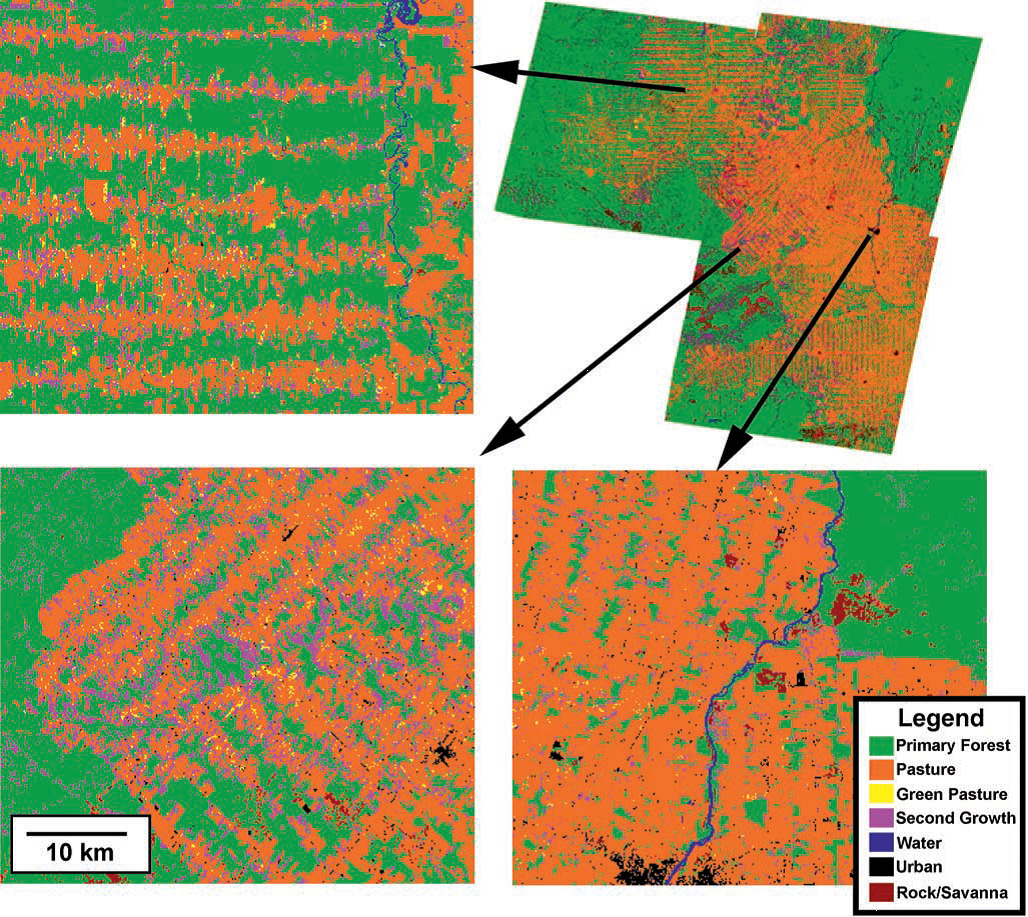 10 km
Legend
Primary Forest
Pasture
Green Pasture
Second Growth
Water
Urban
Rock/Savanna